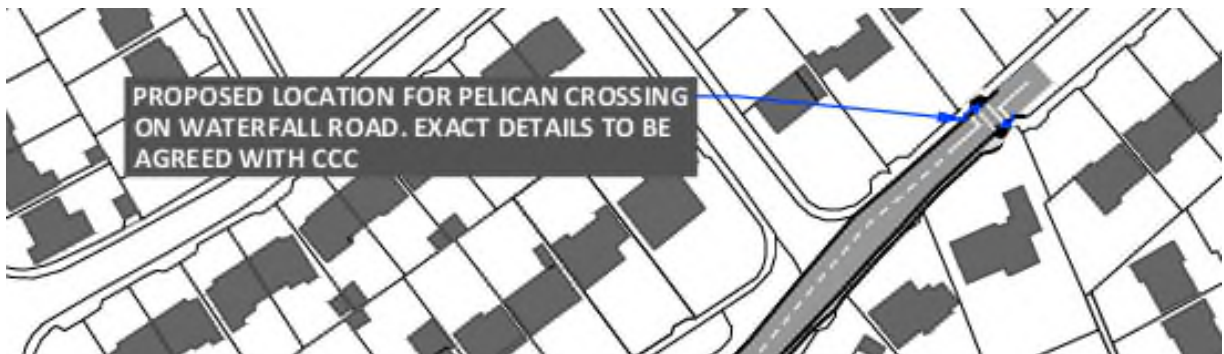 PROPOSED LOCATION FOR PELICAN CROSSING
ON WATERFALL ROAD. EXACT DETAILS TO BE
AGREED WITH CCC